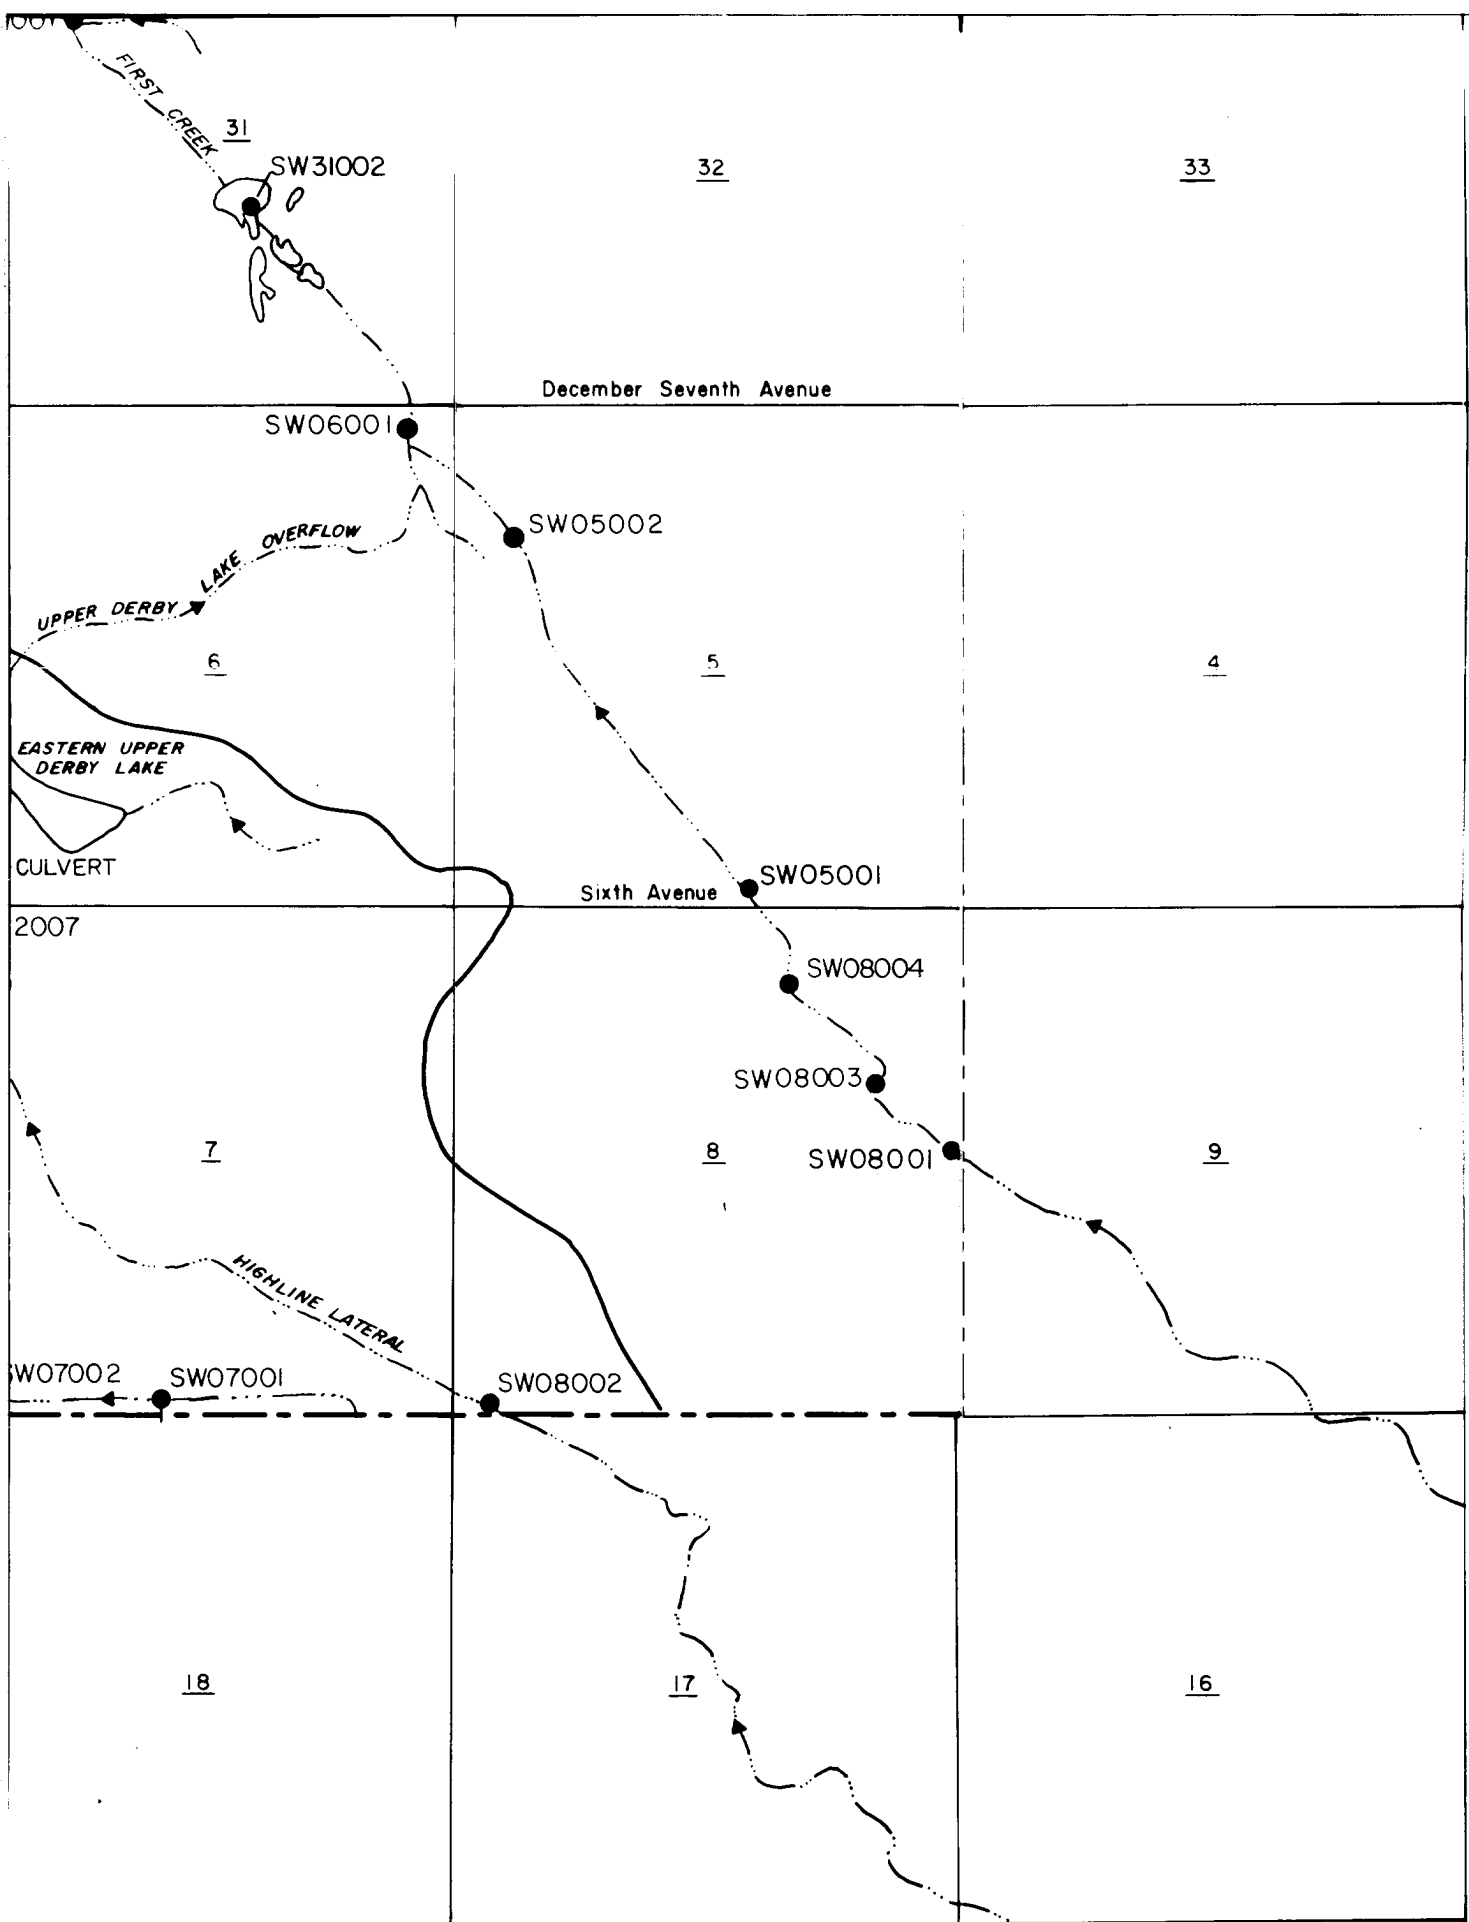 001
FIRST CREEK
31
SW31002
32
33
December Seventh Avenue
SW06001
SW05002
LAKE OVERFLOW
UPPER DERBY
6
5
4
EASTERN UPPER
DERBY LAKE
CULVERT
SW05001
Sixth Avenue
2007
SW08004
SW08003
7
8
SW08001
9
HIGHLINE LATERAL
SW07002
SW07001
SW08002
18
17
16